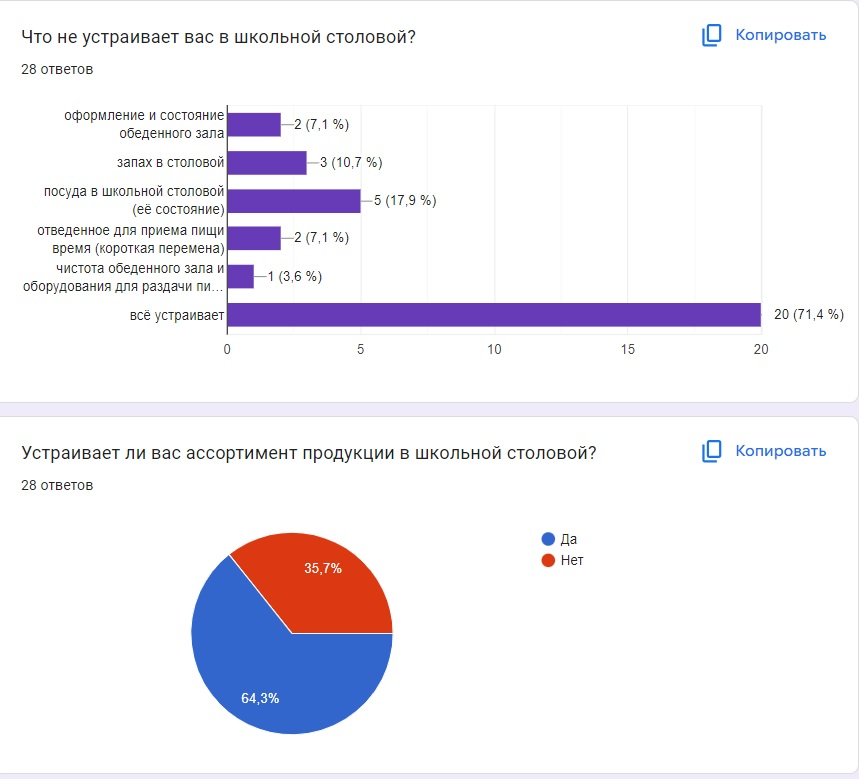 Что не устраивает вас в школьной столовой?
Копировать
28 ответов
оформление и состояние
обеденного зала
2 (7,1 %)
запах в столовой
3 (10,7 %)
посуда в школьной столовой
(её состояние)
5 (17,9 %)
отведенное для приема пищи
время (короткая перемена)
2 (7,1 %)
чистота обеденного зала и
оборудования для раздачи пи…
1 (3,6 %)
всё устраивает
20 (71,4 %)
0 5 10 15 20
Устраивает ли вас ассортимент продукции в школьной столовой?
Копировать
28 ответов
Да
Нет
35,7%
64,3%